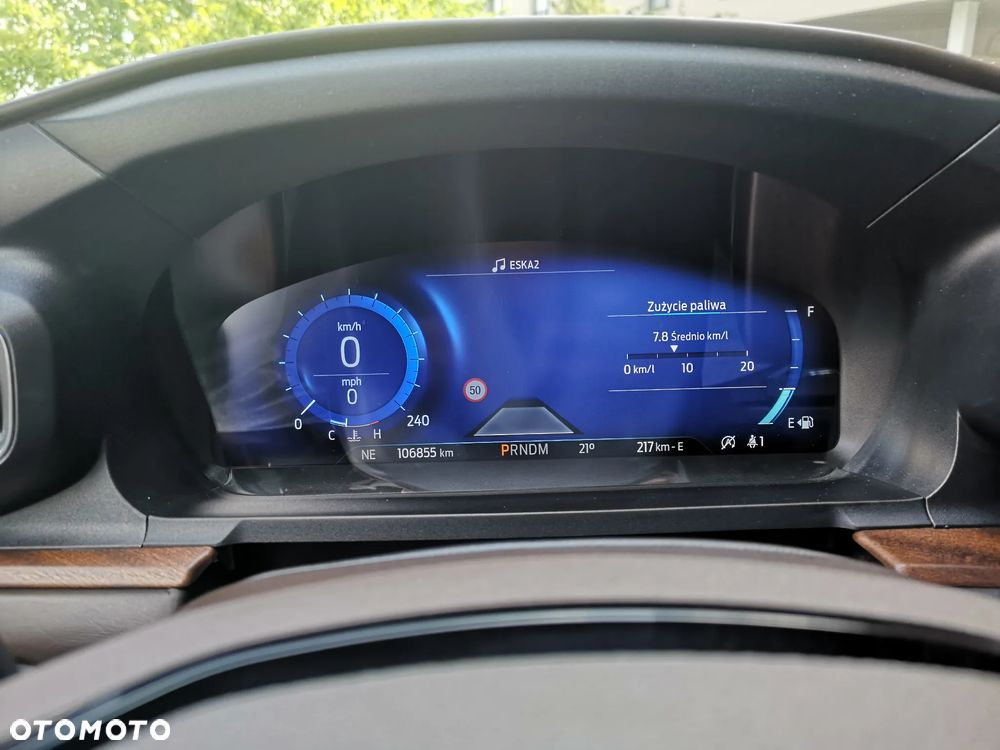 ESKA2
km/h
0
mph
0
0
240
C
H
50
Zużycie paliwa
7.8 Średnio km/l
0 km/l 10 20
F
E
NE 106855 km PRNDM 21° 217 km - E
1
OTOMOTO